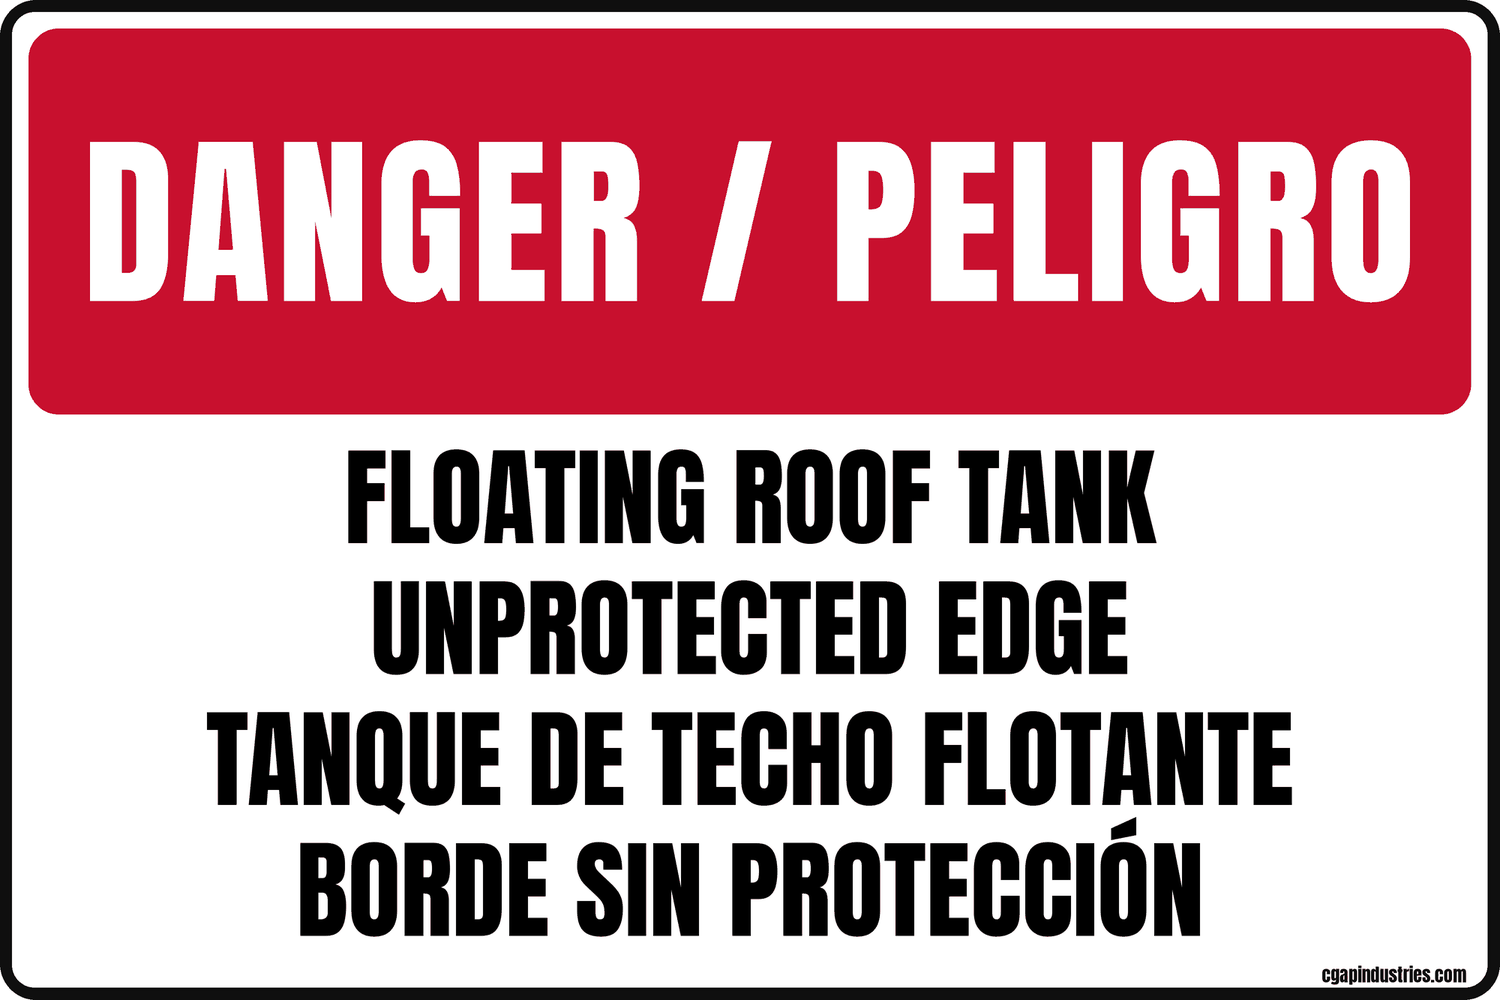 DANGER / PELIGRO
FLOATING ROOF TANK
UNPROTECTED EDGE
TANQUE DE TECHO FLOTANTE
BORDE SIN PROTECCIÓN
cgapindustries.com